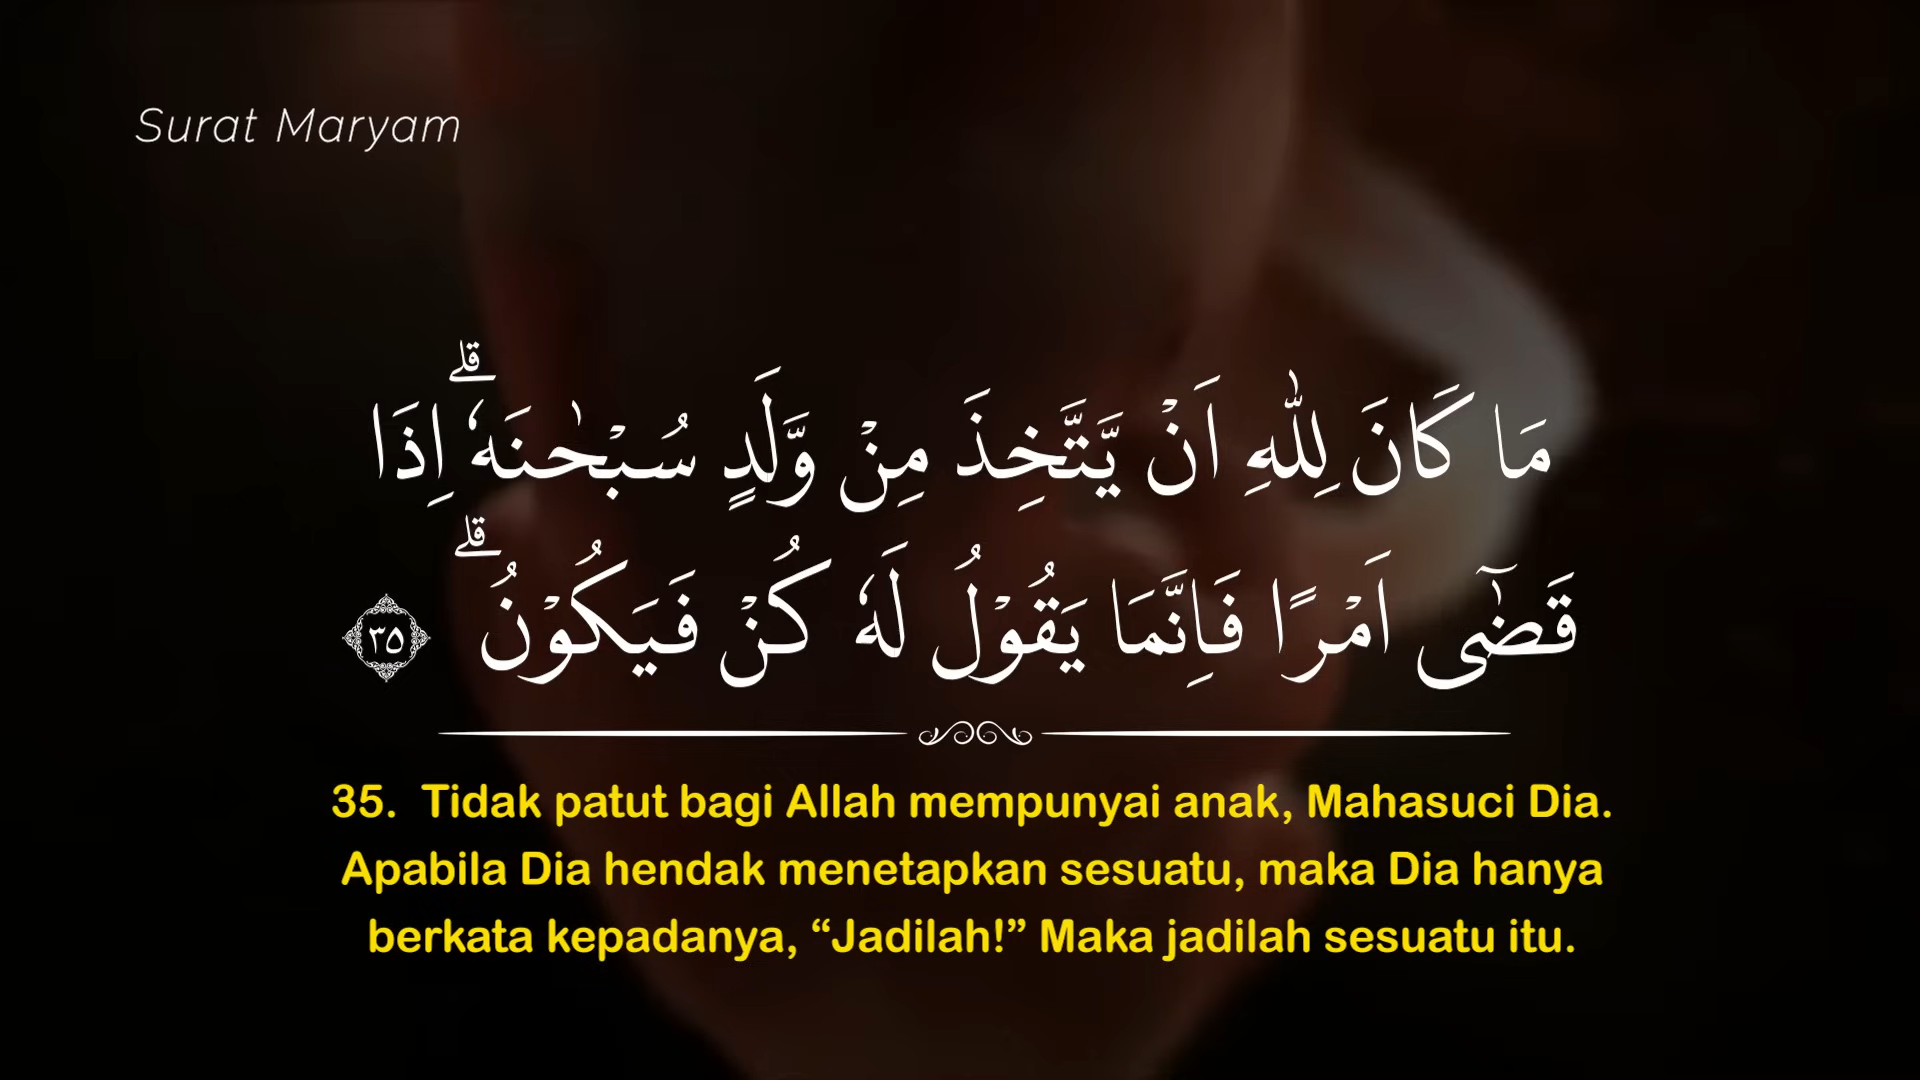 Surat Maryam
مَا كَانَ لِلّٰهِ اَنْ يَّتَّخِذَ مِنْ وَّلَدٍ سُبْحٰنَهٗ ۗاِذَا
قَضٰٓى اَمْرًا فَاِنَّمَا يَقُوْلُ لَهٗ كُنْ فَيَكُوْنُ ۗ ٣٥
35. Tidak patut bagi Allah mempunyai anak, Mahasuci Dia.
Apabila Dia hendak menetapkan sesuatu, maka Dia hanya
berkata kepadanya, “Jadilah!” Maka jadilah sesuatu itu.